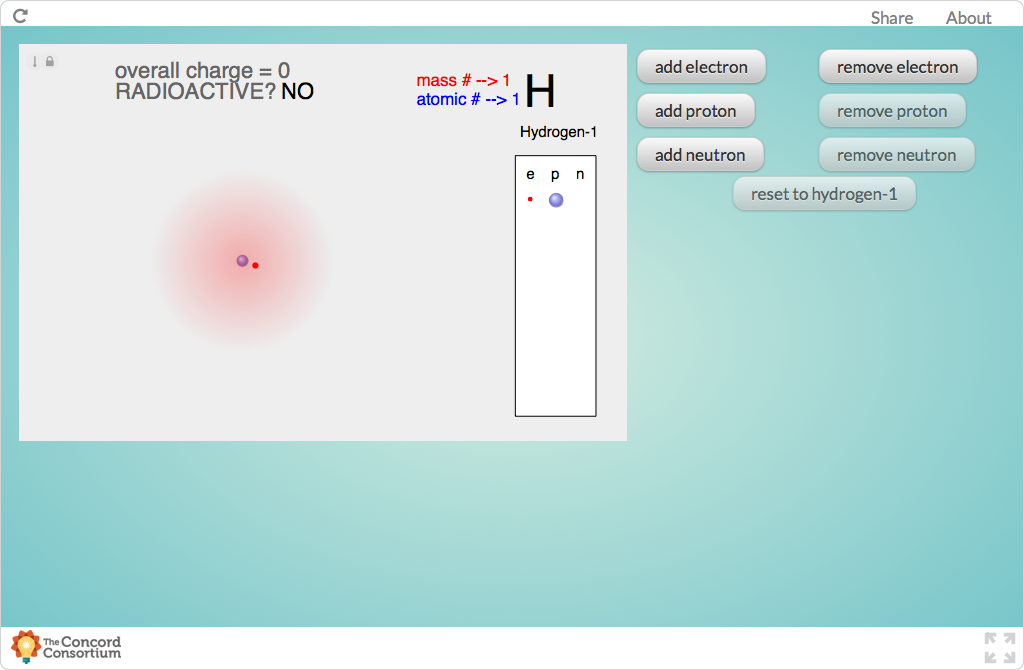 Share About
overall charge = 0
RADIOACTIVE? NO
mass # --> 1
atomic # --> 1
H
Hydrogen-1
e p n
add electron remove electron
add proton remove proton
add neutron remove neutron
reset to hydrogen-1
The Concord
Consortium